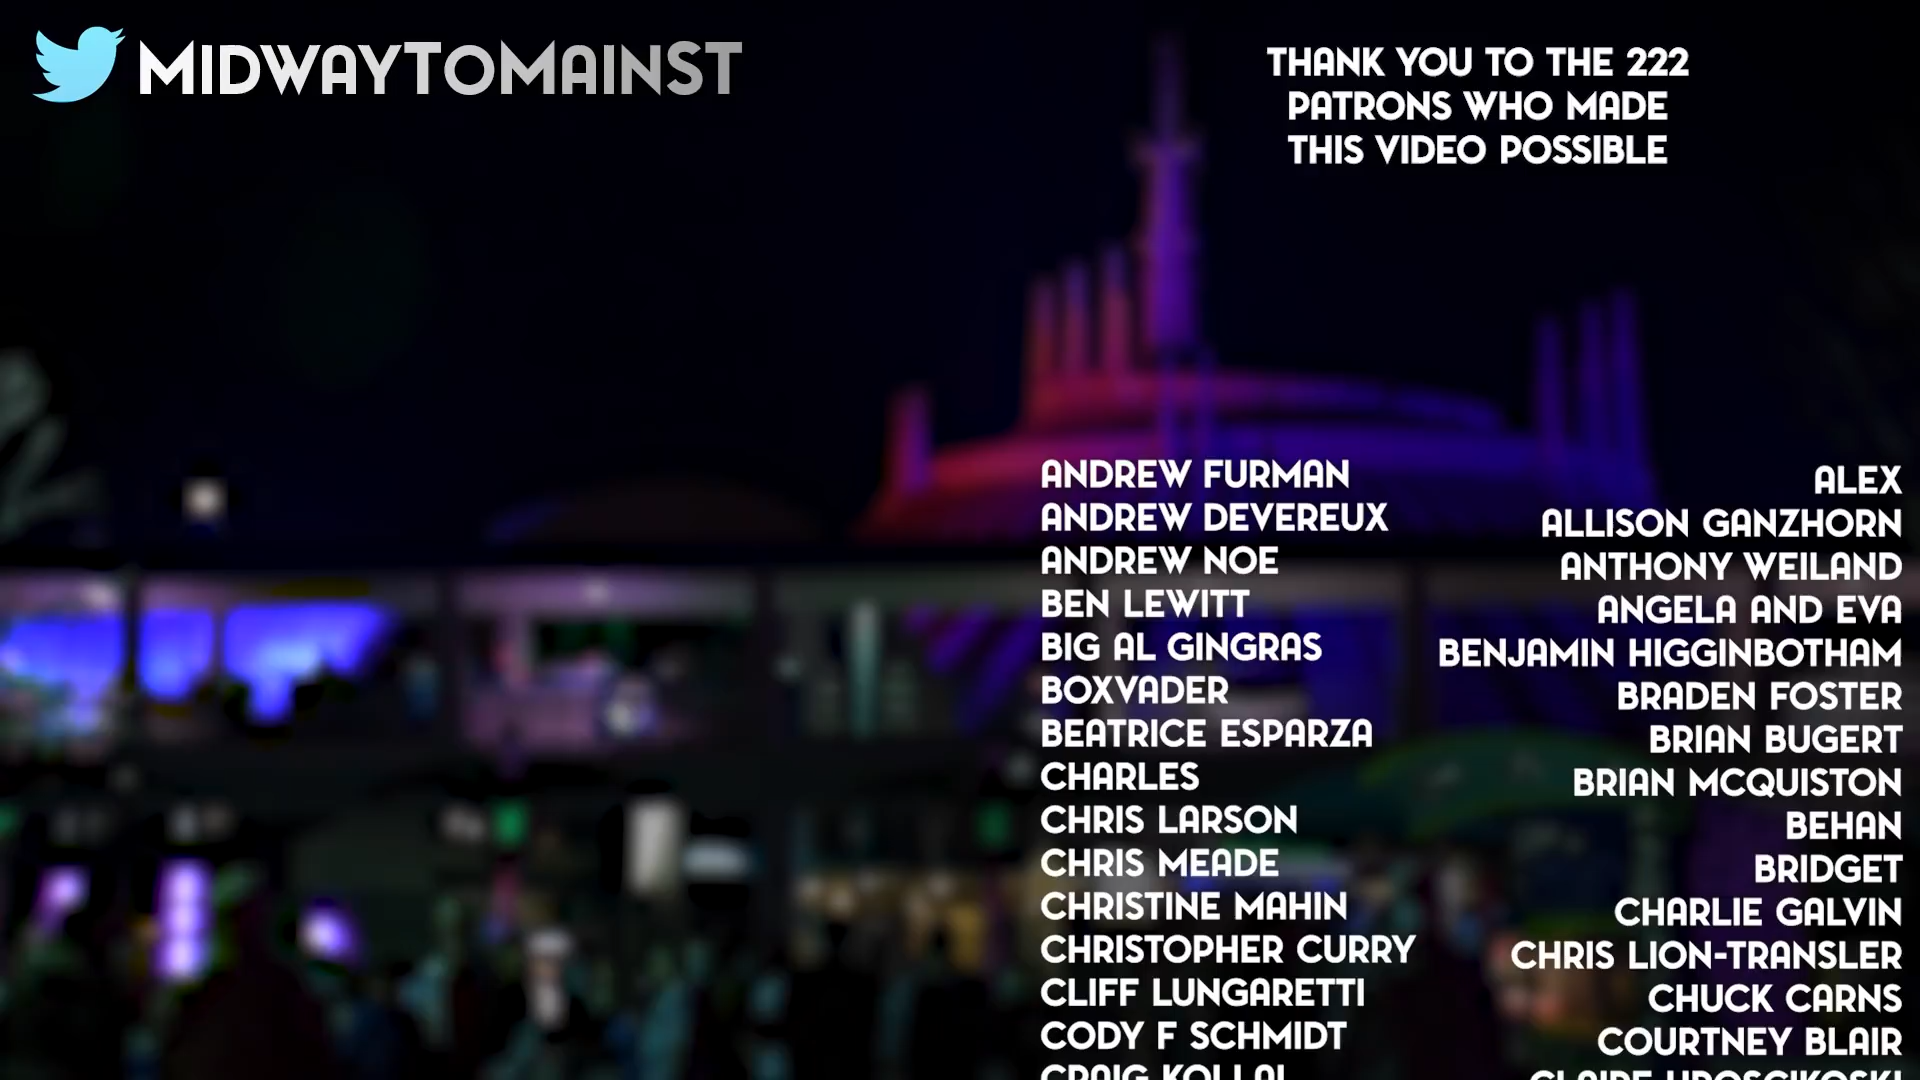 MIDWAYTOMAINST
THANK YOU TO THE 222
PATRONS WHO MADE
THIS VIDEO POSSIBLE
ANDREW FURMAN
ANDREW DEVEREUX
ANDREW NOE
BEN LEWITT
BIG AL GINGRAS
BOXVADER
BEATRICE ESPARZA
CHARLES
CHRIS LARSON
CHRIS MEADE
CHRISTINE MAHIN
CHRISTOPHER CURRY
CLIFF LUNGARETTI
CODY F SCHMIDT
CRAIG
ALEX
ALLISON GANZHORN
ANTHONY WEILAND
ANGELA AND EVA
BENJAMIN HIGGINBOTHAM
BRADEN FOSTER
BRIAN BUGERT
BRIAN MCQUISTON
BEHAN
BRIDGET
CHARLIE GALVIN
CHRIS LION-TRANSLER
CHUCK CARNS
COURTNEY BLAIR
CLAIRE